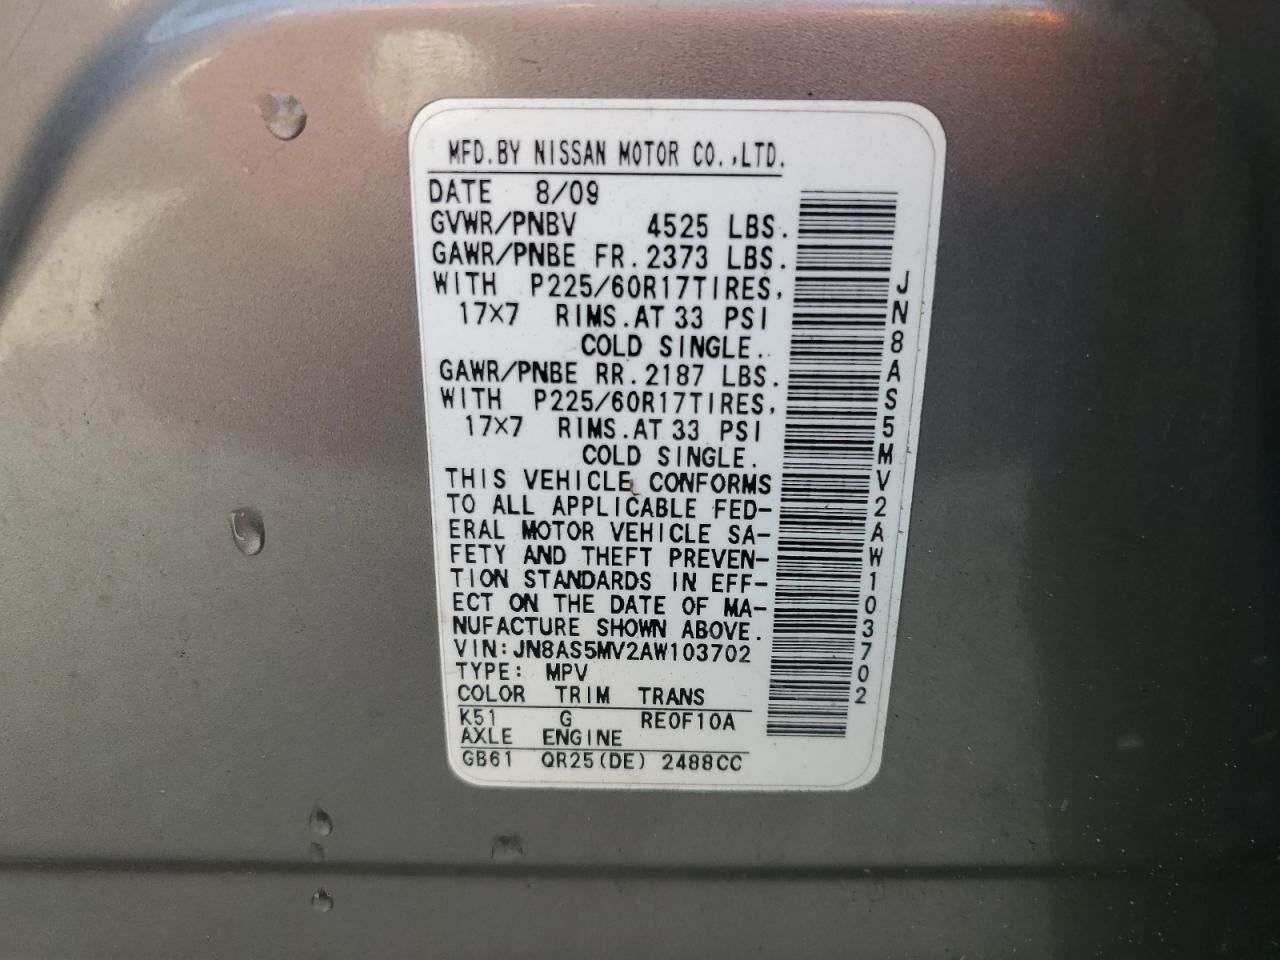 MFD.BY NISSAN MOTOR CO.,LTD.
DATE 8/09
GVWR/PNBV 4525 LBS.
GAWR/PNBE FR.2373 LBS.
WITH P225/60R17TIRES,
17×7 RIMS.AT 33 PSI
COLD SINGLE.
GAWR/PNBE RR.2187 LBS.
WITH P225/60R17TIRES,
17×7 RIMS.AT 33 PSI
COLD SINGLE.
THIS VEHICLE CONFORMS
TO ALL APPLICABLE FED-
ERAL MOTOR VEHICLE SA-
FETY AND THEFT PREVEN-
TION STANDARDS IN EFF-
ECT ON THE DATE OF MA-
NUFACTURE SHOWN ABOVE.
VIN:JN8AS5MV2AW103702
TYPE: MPV
COLOR TRIM TRANS
K51 G RE0F10A
AXLE ENGINE
GB61 QR25(DE) 2488CC
JN8AS5MV2AW103702